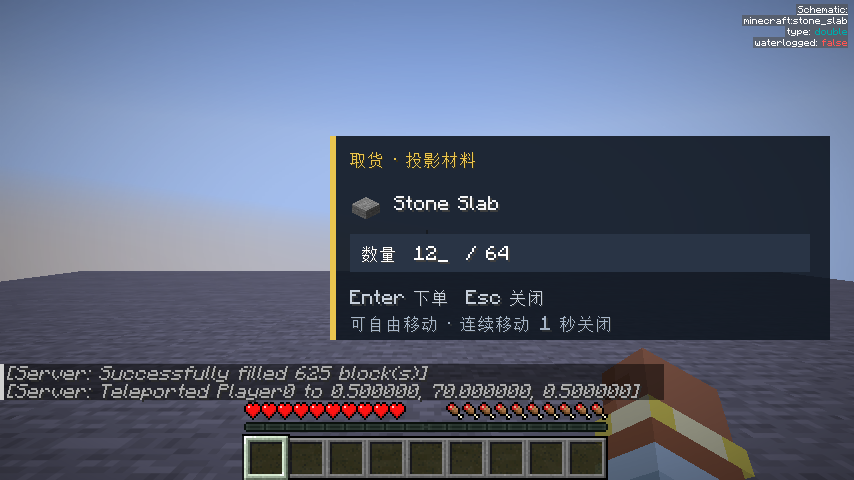 Schematic:
minecraft:stone_slab
type: double
waterlogged: false
取货 · 投影材料
Stone Slab
数量 12_ / 64
Enter 下单 Esc 关闭
可自由移动 · 连续移动 1 秒关闭
[Server: Successfully filled 625 block(s)]
[Server: Teleported Player0 to 0.500000, 70.000000, 0.500000]